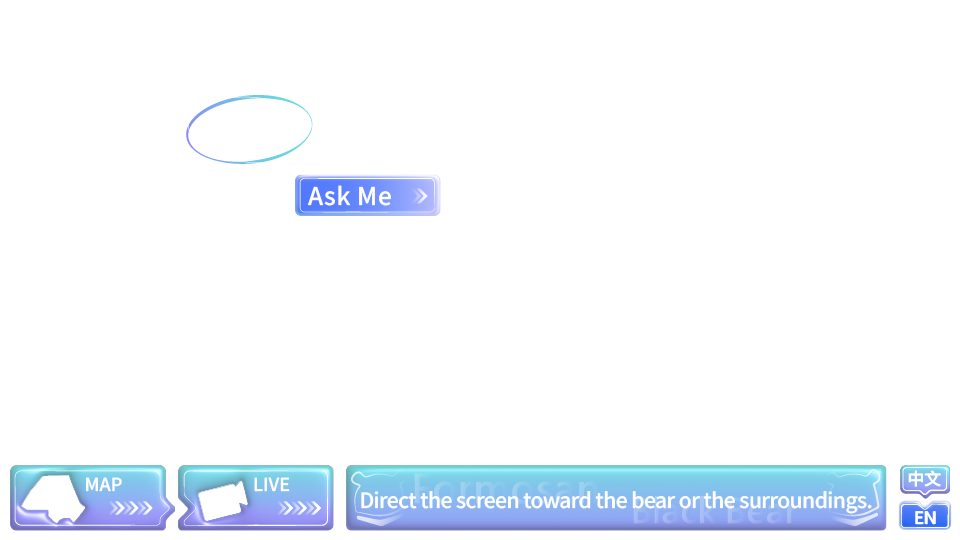 Ask Me
MAP
LIVE
Formosan
Direct the screen toward the bear or the surroundings.
Black Bear
中文
EN